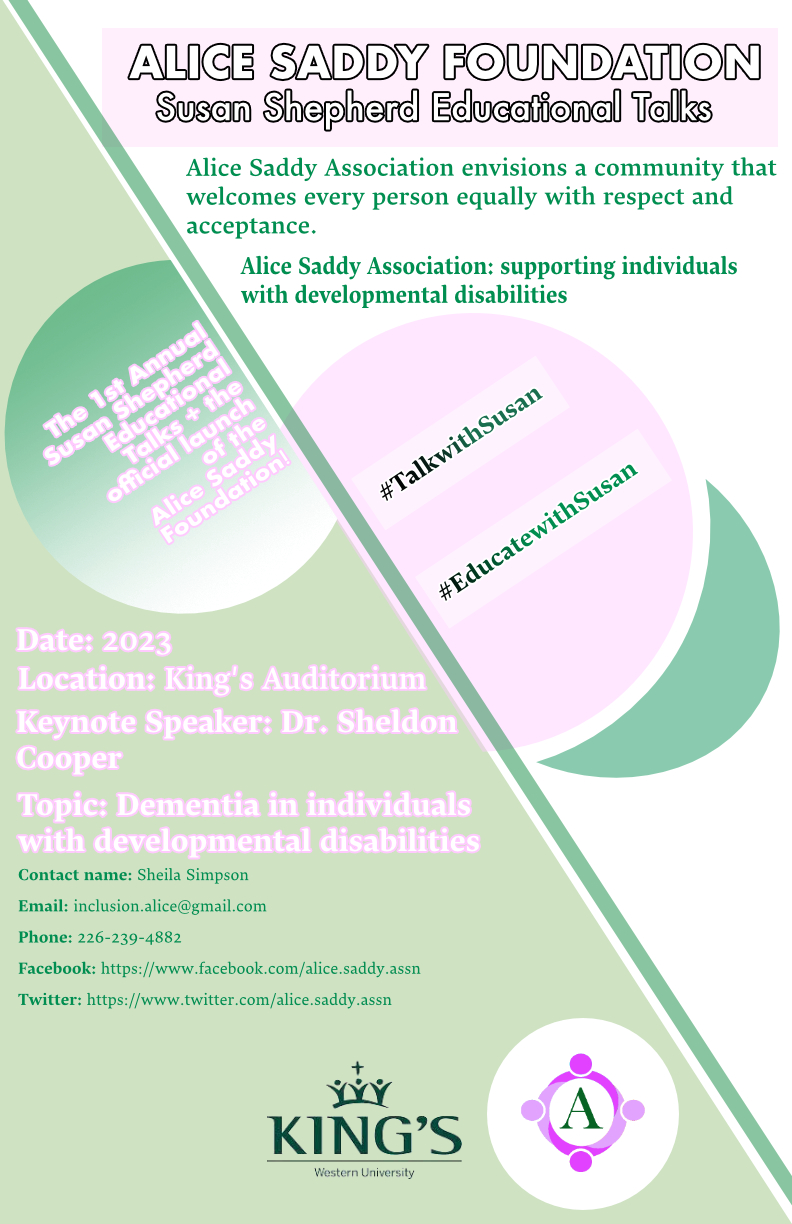 ALICE SADDY FOUNDATION
Susan Shepherd Educational Talks
Alice Saddy Association envisions a community that
welcomes every person equally with respect and
acceptance.
Alice Saddy Association: supporting individuals
with developmental disabilities
The 1st Annual
Susan Shepherd
Educational
Talks + the
official launch
of the
Alice Saddy
Foundation!
#TalkwithSusan
#EducatewithSusan
Date: 2023
Location: King's Auditorium
Keynote Speaker: Dr. Sheldon
Cooper
Topic: Dementia in individuals
with developmental disabilities
Contact name: Sheila Simpson
Email: inclusion.alice@gmail.com
Phone: 226-239-4882
Facebook: https://www.facebook.com/alice.saddy.assn
Twitter: https://www.twitter.com/alice.saddy.assn
KING'S
Western University
A